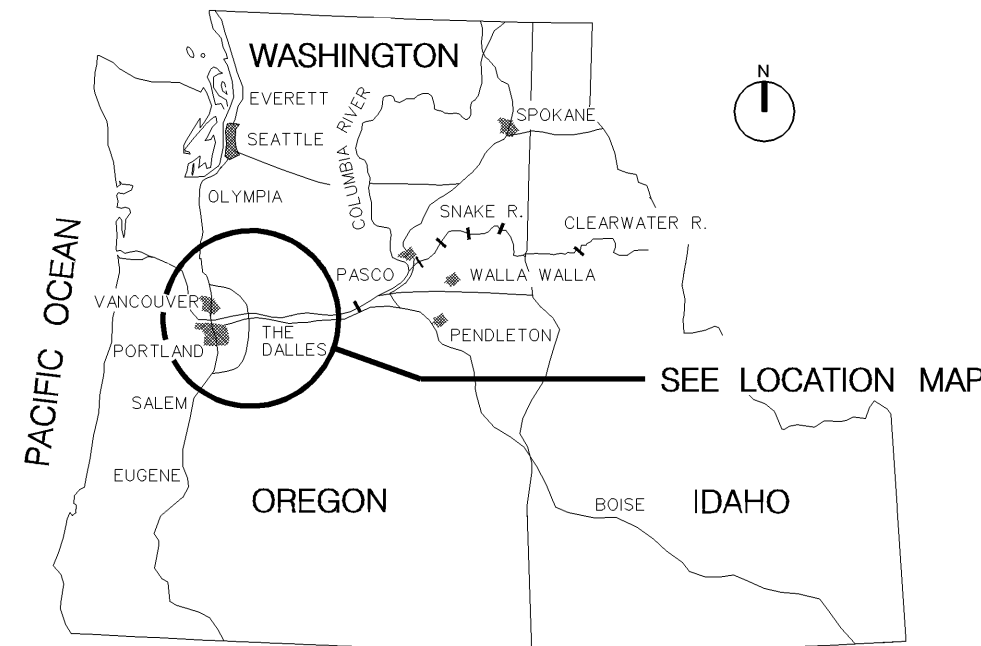 WASHINGTON
N
EVERETT
SPOKANE
COLUMBIA RIVER
SEATTLE
OLYMPIA
SNAKE R.
CLEARWATER R.
PACIFIC OCEAN
PASCO
WALLA WALLA
VANCOUVER
THE
DALLES
PENDLETON
PORTLAND
SEE LOCATION MAP
SALEM
EUGENE
OREGON
BOISE
IDAHO